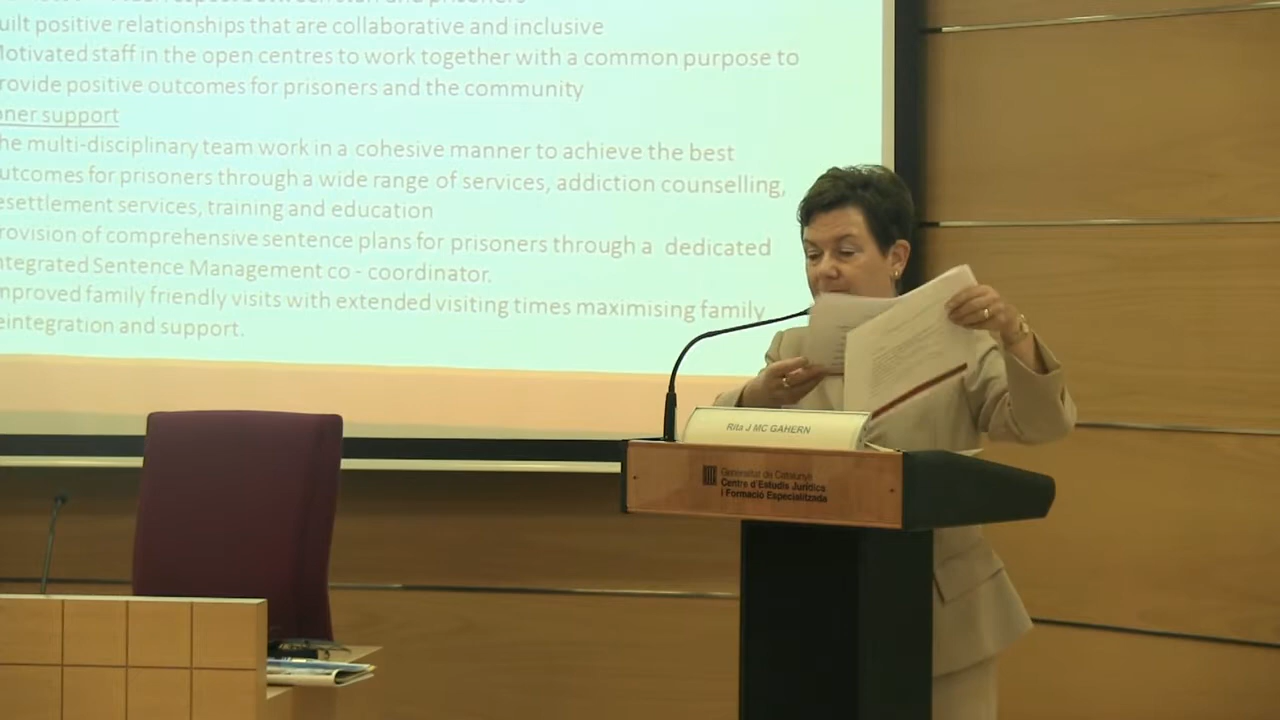 uilt positive relationships that are collaborative and inclusive
otivated staff in the open centres to work together with a common purpose to
rovide positive outcomes for prisoners and the community
oner support
he multi-disciplinary team work in a cohesive manner to achieve the best
utcomes for prisoners through a wide range of services, addiction counselling,
esettlement services, training and education
rovision of comprehensive sentence plans for prisoners through a dedicated
ntegrated Sentence Management co - coordinator.
mproved family friendly visits with extended visiting times maximising family
eintegration and support.
Rita J MC GAHERN
Generalitat de Catalunya
Centre d'Estudis Jurídics
i Formació Especialitzada